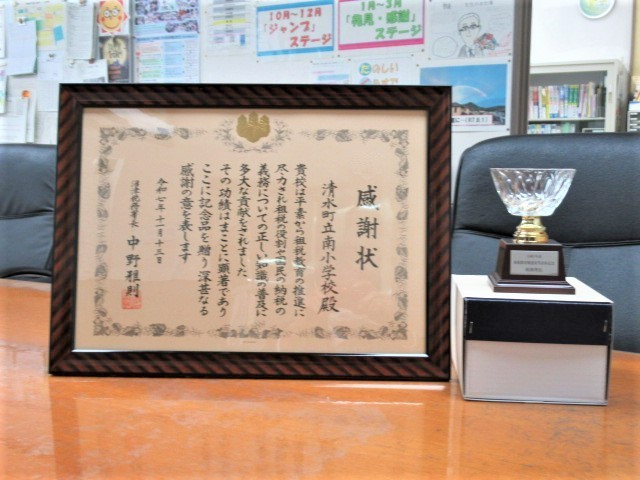 10月～12月
「ジャンプ」
ステージ
1月～3月
「発見・感謝」
ステージ
感謝状
清水町立南小学校殿
貴校は平素から租税教育の推進に
尽力され租税の役割や国民の納税の
義務についての正しい知識の普及に
多大な貢献をされました
その功績はまことに顕著であり
ここに記念品を贈り深甚なる
感謝の意を表します
令和七年十一月十三日
沼津税務署長
中野雅則